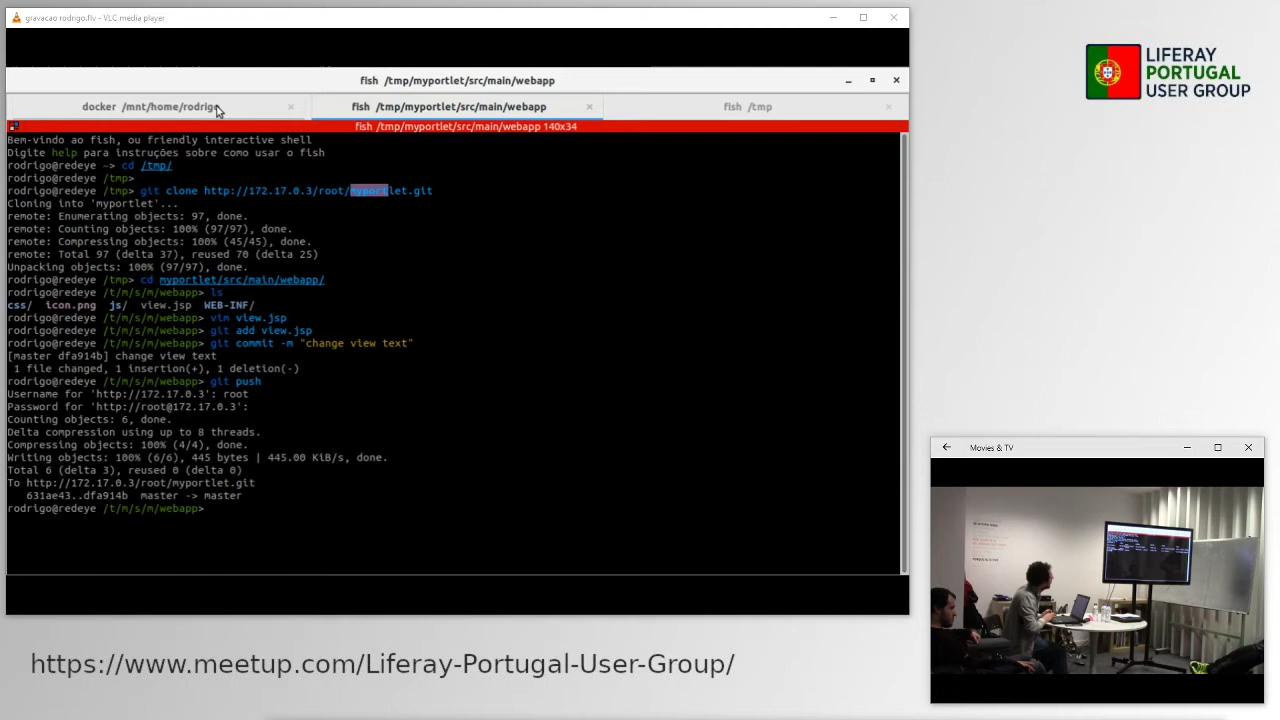 gravacao rodrigo.flv - VLC media player
LIFERAY
PORTUGAL
USER GROUP
fish /tmp/myportlet/src/main/webapp
docker /mnt/home/rodrigo
fish /tmp/myportlet/src/main/webapp
fish /tmp
fish /tmp/myportlet/src/main/webapp 140x34
Bem-vindo ao fish, ou friendly interactive shell
Digite help para instruções sobre como usar o fish
rodrigo@redeye ~> cd /tmp/
rodrigo@redeye /tmp>
rodrigo@redeye /tmp> git clone http://172.17.0.3/root/myportlet.git
Cloning into 'myportlet'...
remote: Enumerating objects: 97, done.
remote: Counting objects: 100% (97/97), done.
remote: Compressing objects: 100% (45/45), done.
remote: Total 97 (delta 37), reused 70 (delta 25)
Unpacking objects: 100% (97/97), done.
rodrigo@redeye /tmp> cd myportlet/src/main/webapp/
rodrigo@redeye /t/m/s/m/webapp> ls
css/ icon.png js/ view.jsp WEB-INF/
rodrigo@redeye /t/m/s/m/webapp> vim view.jsp
rodrigo@redeye /t/m/s/m/webapp> git add view.jsp
rodrigo@redeye /t/m/s/m/webapp> git commit -m "change view text"
[master dfa914b] change view text
1 file changed, 1 insertion(+), 1 deletion(-)
rodrigo@redeye /t/m/s/m/webapp> git push
Username for 'http://172.17.0.3': root
Password for 'http://root@172.17.0.3':
Counting objects: 6, done.
Delta compression using up to 8 threads.
Compressing objects: 100% (4/4), done.
Writing objects: 100% (6/6), 445 bytes | 445.00 KiB/s, done.
Total 6 (delta 3), reused 0 (delta 0)
To http://172.17.0.3/root/myportlet.git
631ae43..dfa914b master -> master
rodrigo@redeye /t/m/s/m/webapp>
Movies & TV
https://www.meetup.com/Liferay-Portugal-User-Group/